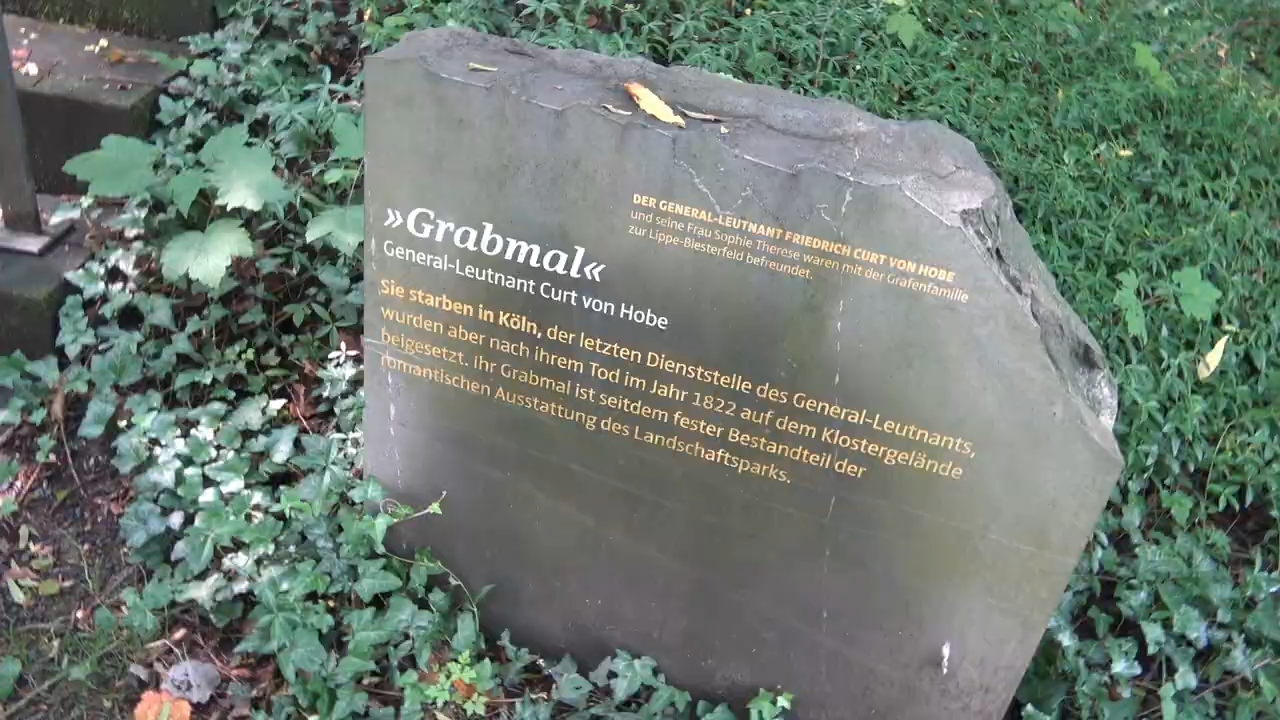 »Grabmal«
General-Leutnant Curt von Hobe
DER GENERAL-LEUTNANT FRIEDRICH CURT VON HOBE
und seine Frau Sophie Therese waren mit der Grafenfamilie
zur Lippe-Biesterfeld befreundet.
Sie starben in Köln, der letzten Dienststelle des General-Leutnants,
wurden aber nach ihrem Tod im Jahr 1822 auf dem Klostergelände
beigesetzt. Ihr Grabmal ist seitdem fester Bestandteil der
romantischen Ausstattung des Landschaftsparks.